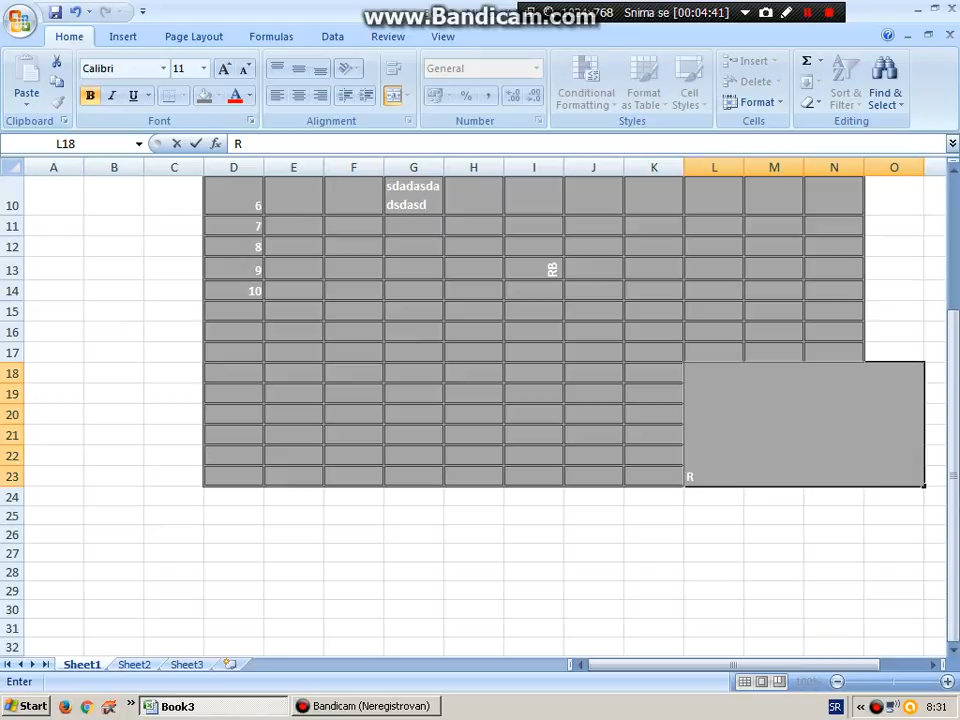 www.Bandicam.com
1024x768 Snima se [00:04:41]
Home Insert Page Layout Formulas Data Review View
Paste
Clipboard
Calibri 11
B I U
Font
Alignment
General
Number
Conditional Formatting
Format as Table
Cell Styles
Styles
Insert
Delete
Format
Cells
Sort & Filter
Find & Select
Editing
L18 fx R
A B C D E F G H I J K L M N O
10 6 sdadasda
dsdasd
11 7
12 8
13 9 RB
14 10
15
16
17
18
19
20
21
22
23 R
24
25
26
27
28
29
30
31
32
Sheet1 Sheet2 Sheet3
Enter 100%
Start Book3 Bandicam (Neregistrovan) SR 8:31